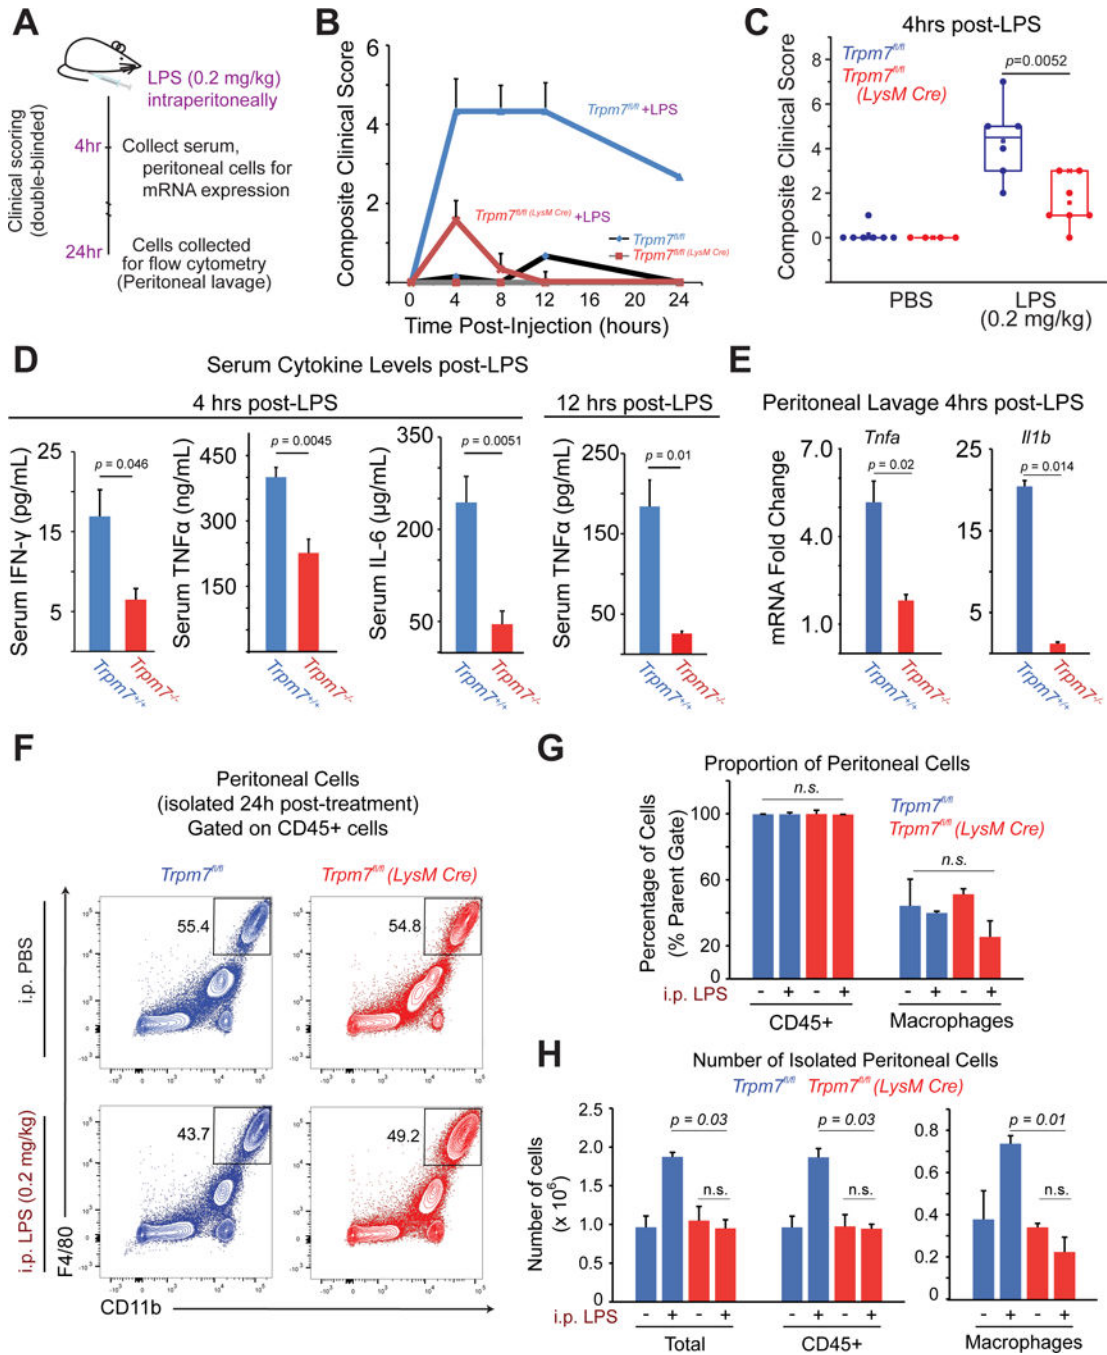 A
LPS (0.2 mg/kg)
intraperitoneally
Clinical scoring
(double-blinded)
4hr
Collect serum,
peritoneal cells for
mRNA expression
24hr
Cells collected
for flow cytometry
(Peritoneal lavage)
B
Composite Clinical Score
6
4
2
0
4
8
12
16
20
24
Time Post-Injection (hours)
Trpm7fl/fl +LPS
Trpm7fl/fl (LysM Cre) +LPS
Trpm7fl/fl
Trpm7fl/fl (LysM Cre)
C
4hrs post-LPS
Trpm7fl/fl
Trpm7fl/fl
(LysM Cre)
p=0.0052
Composite Clinical Score
8
6
4
2
0
PBS
LPS
(0.2 mg/kg)
D
Serum Cytokine Levels post-LPS
4 hrs post-LPS
12 hrs post-LPS
Serum IFN-γ (pg/mL)
25
15
5
p = 0.046
Trpm7+/+
Trpm7-/-
Serum TNFα (ng/mL)
450
300
150
p = 0.0045
Trpm7+/+
Trpm7-/-
Serum IL-6 (µg/mL)
350
250
50
p = 0.0051
Trpm7+/+
Trpm7-/-
Serum TNFα (pg/mL)
250
150
50
p = 0.01
Trpm7+/+
Trpm7-/-
E
Peritoneal Lavage 4hrs post-LPS
mRNA Fold Change
Tnfa
7.0
5.0
1.0
p = 0.02
Trpm7+/+
Trpm7-/-
Il1b
25
15
5
p = 0.014
Trpm7+/+
Trpm7-/-
F
Peritoneal Cells
(isolated 24h post-treatment)
Gated on CD45+ cells
Trpm7fl/fl
Trpm7fl/fl (LysM Cre)
i.p. PBS
55.4
54.8
i.p. LPS (0.2 mg/kg)
43.7
49.2
F4/80
CD11b
G
Proportion of Peritoneal Cells
n.s.
Trpm7fl/fl
Trpm7fl/fl (LysM Cre)
n.s.
Percentage of Cells
(% Parent Gate)
100
60
20
0
i.p. LPS
- + - +
- + - +
CD45+
Macrophages
H
Number of Isolated Peritoneal Cells
Trpm7fl/fl
Trpm7fl/fl (LysM Cre)
Number of cells
(x 10⁶)
2.5
2.0
1.5
1.0
0.5
0
p = 0.03
n.s.
p = 0.03
n.s.
0.8
0.6
0.4
0.2
0
p = 0.01
n.s.
i.p. LPS
- + - +
- + - +
- + - +
Total
CD45+
Macrophages